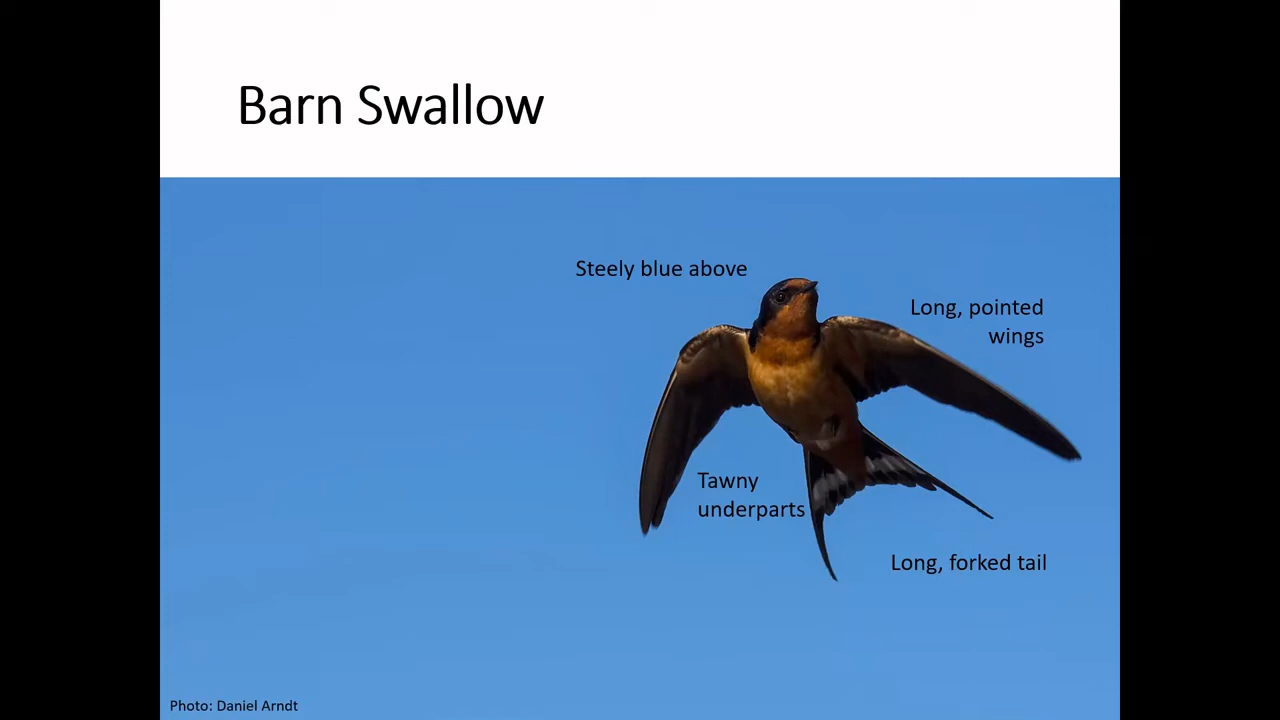 Barn Swallow
Steely blue above
Long, pointed
wings
Tawny
underparts
Long, forked tail
Photo: Daniel Arndt